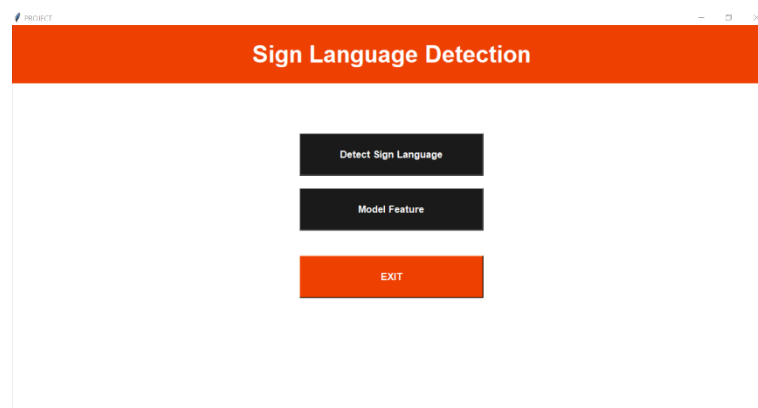 PROJECT
Sign Language Detection
Detect Sign Language
Model Feature
EXIT